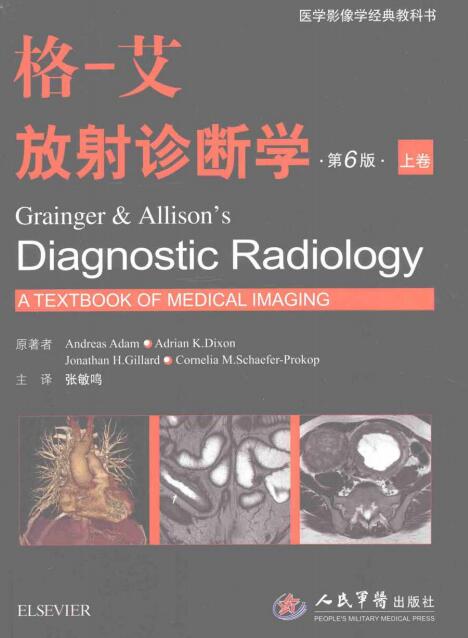 医学影像学经典教科书
格-艾
放射诊断学 ·第6版· 上卷
Grainger & Allison's
Diagnostic Radiology
A TEXTBOOK OF MEDICAL IMAGING
原著者 Andreas Adam ● Adrian K.Dixon
Jonathan H.Gillard ● Cornelia M.Schaefer-Prokop
主 译 张敏鸣
ELSEVIER
人民军医出版社
PEOPLE'S MILITARY MEDICAL PRESS